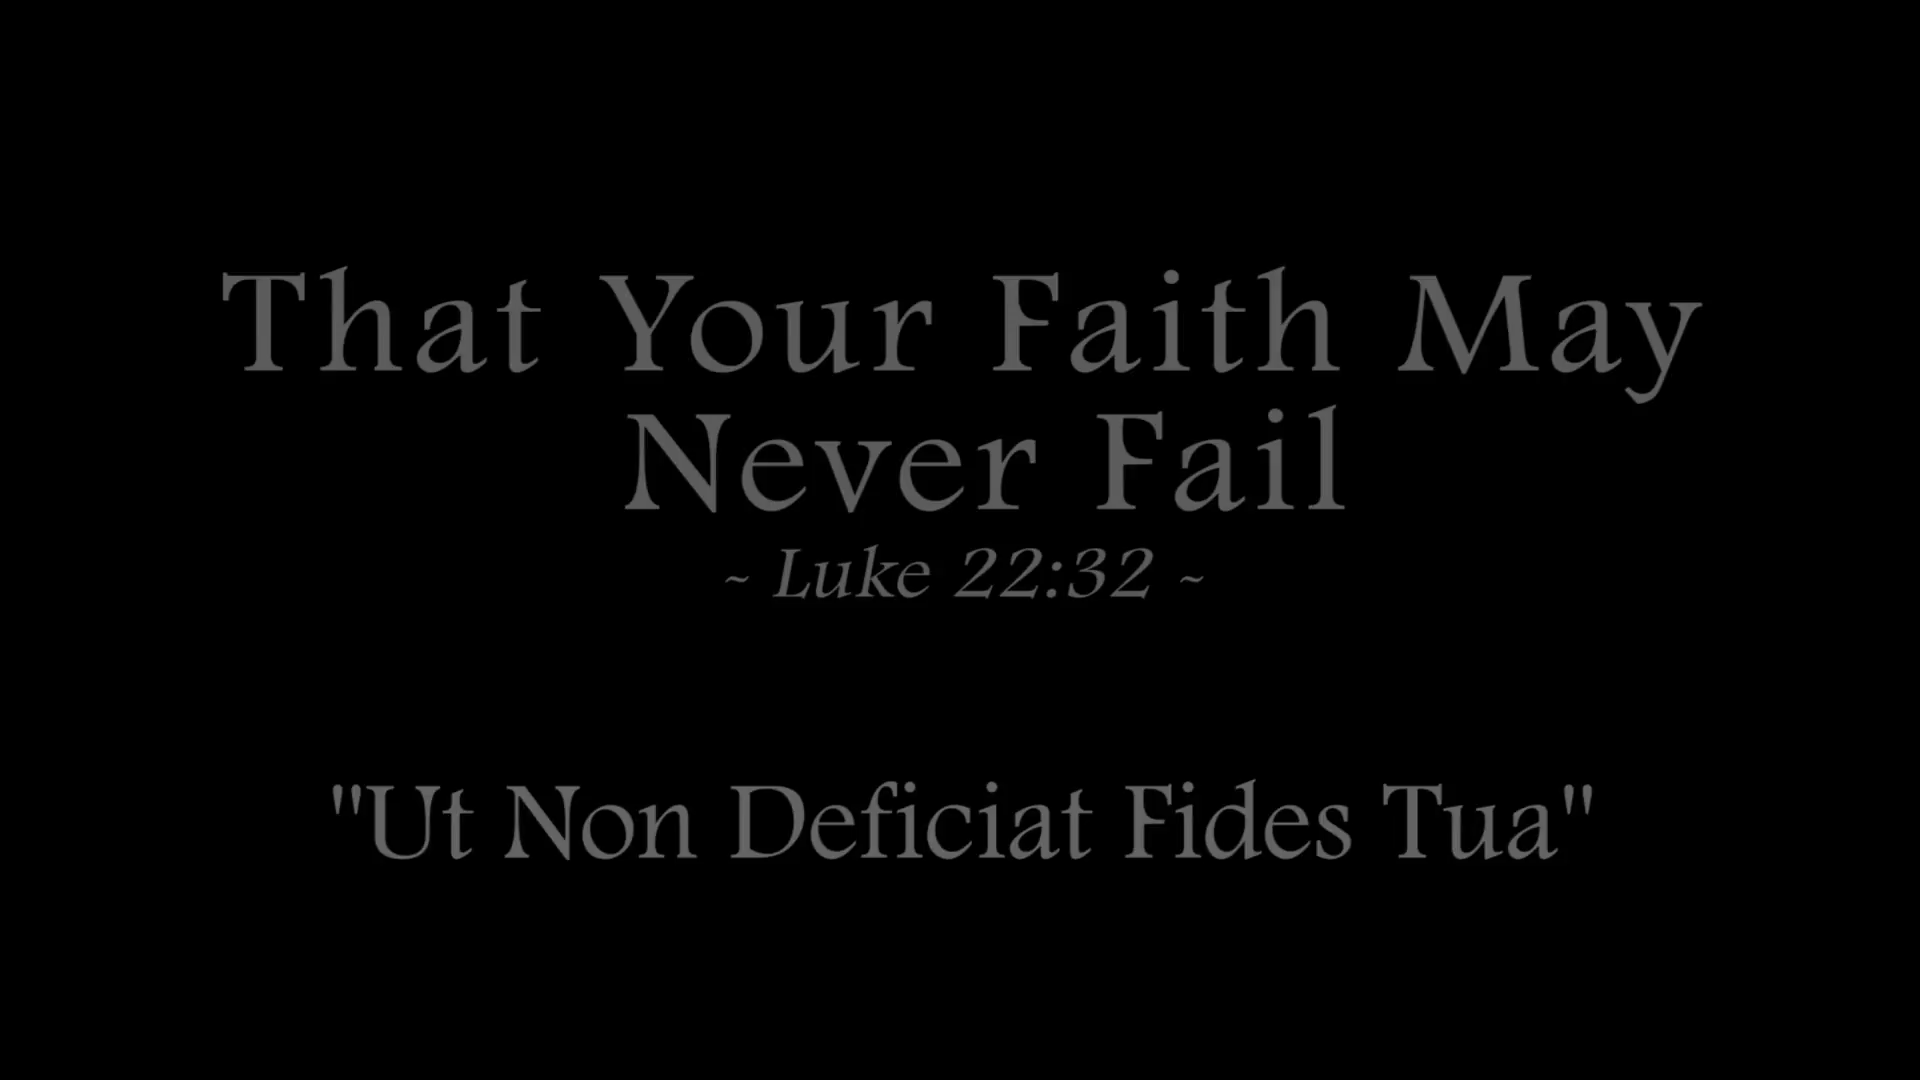 That Your Faith May
Never Fail
~ Luke 22:32 ~
"Ut Non Deficiat Fides Tua"